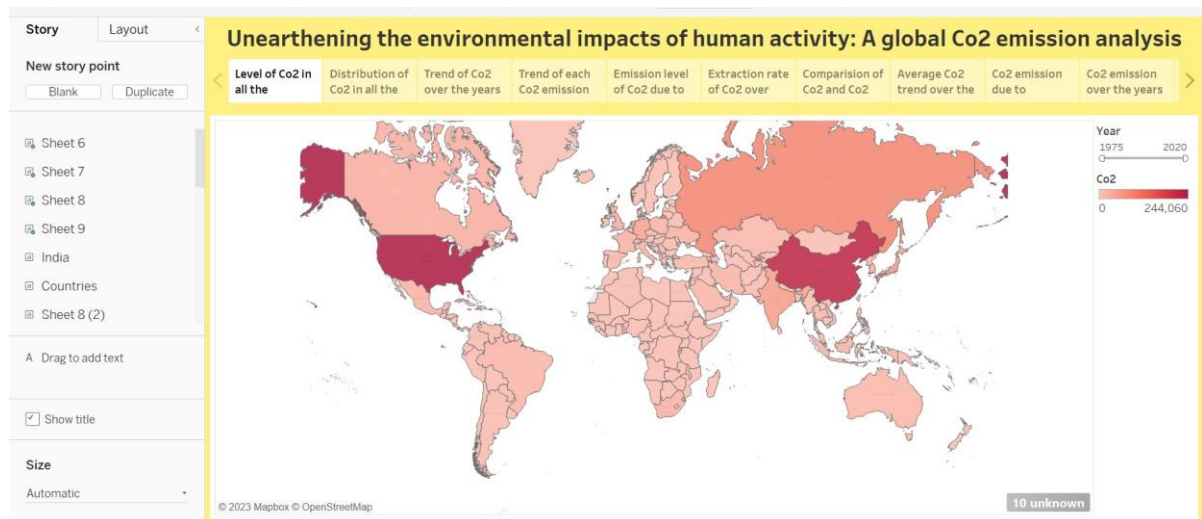 Story
Layout
New story point
Blank
Duplicate
Sheet 6
Sheet 7
Sheet 8
Sheet 9
India
Countries
Sheet 8 (2)
A Drag to add text
Show title
Size
Automatic
Unearthening the environmental impacts of human activity: A global Co2 emission analysis
Level of Co2 in
all the
Distribution of
Co2 in all the
Trend of Co2
over the years
Trend of each
Co2 emission
Emission level
of Co2 due to
Extraction rate
of Co2 over
Comparision of
Co2 and Co2
Average Co2
trend over the
Co2 emission
due to
Co2 emission
over the years
Year
1975 2020
Co2
0 244,060
© 2023 Mapbox © OpenStreetMap
10 unknown